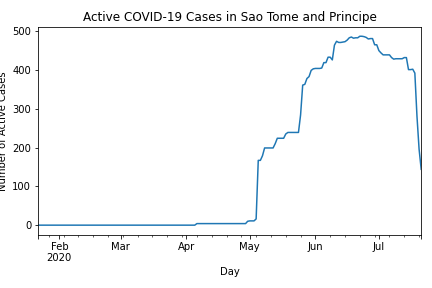 Active COVID-19 Cases in Sao Tome and Principe
Number of Active Cases
500
400
300
200
100
0
Feb Mar Apr May Jun Jul
2020
Day